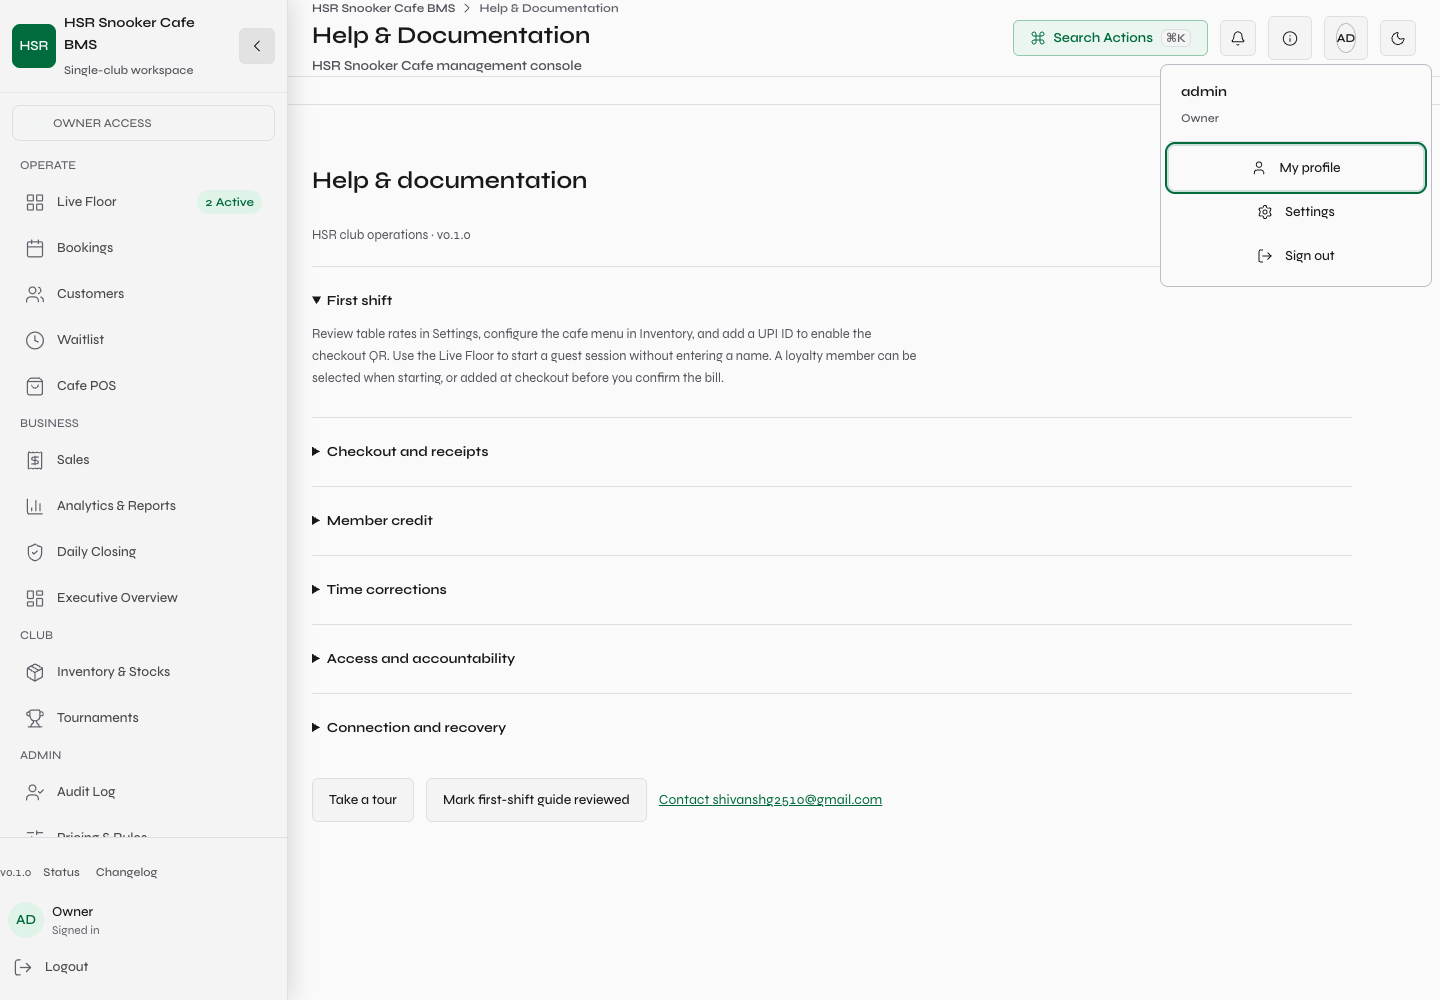 HSR
HSR Snooker Cafe
BMS
Single-club workspace
OWNER ACCESS
OPERATE
Live Floor
2 Active
Bookings
Customers
Waitlist
Cafe POS
BUSINESS
Sales
Analytics & Reports
Daily Closing
Executive Overview
CLUB
Inventory & Stocks
Tournaments
ADMIN
Audit Log
Pricing & Rules
v0.1.0 Status Changelog
AD
Owner
Signed in
Logout
HSR Snooker Cafe BMS > Help & Documentation
Help & Documentation
HSR Snooker Cafe management console
Search Actions ⌘K
AD
admin
Owner
My profile
Settings
Sign out
Help & documentation
HSR club operations · v0.1.0
First shift
Review table rates in Settings, configure the cafe menu in Inventory, and add a UPI ID to enable the
checkout QR. Use the Live Floor to start a guest session without entering a name. A loyalty member can be
selected when starting, or added at checkout before you confirm the bill.
Checkout and receipts
Member credit
Time corrections
Access and accountability
Connection and recovery
Take a tour
Mark first-shift guide reviewed
Contact shivanshg2510@gmail.com